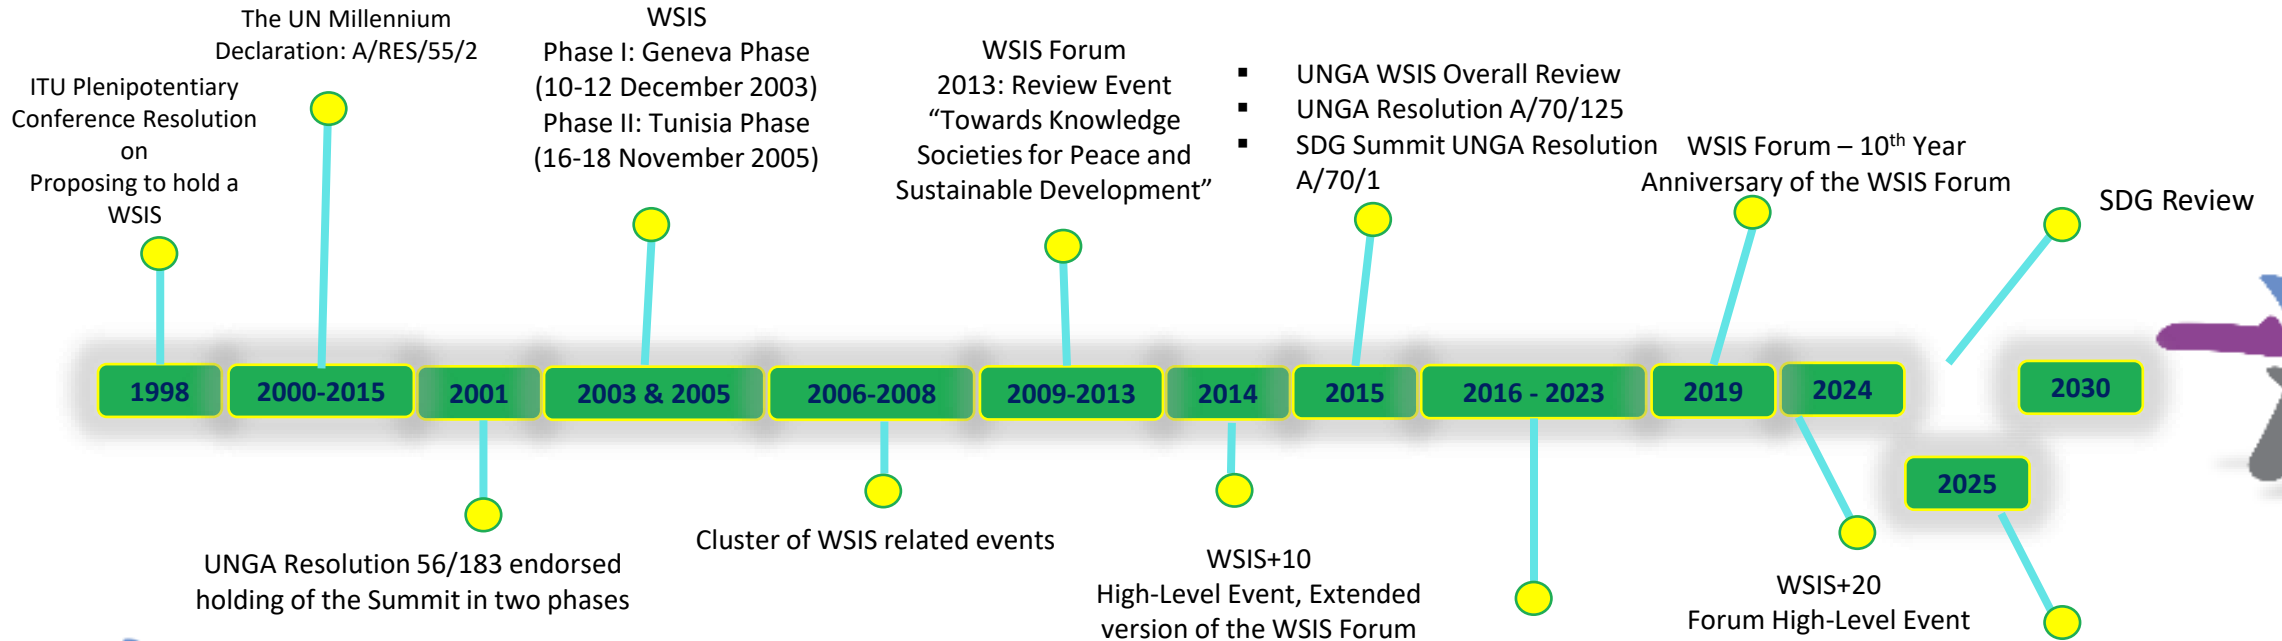 The UN Millennium
Declaration: A/RES/55/2
ITU Plenipotentiary
Conference Resolution
on
Proposing to hold a
WSIS
WSIS
Phase I: Geneva Phase
(10-12 December 2003)
Phase II: Tunisia Phase
(16-18 November 2005)
WSIS Forum
2013: Review Event
“Towards Knowledge
Societies for Peace and
Sustainable Development”
▪ UNGA WSIS Overall Review
▪ UNGA Resolution A/70/125
▪ SDG Summit UNGA Resolution
A/70/1
WSIS Forum – 10th Year
Anniversary of the WSIS Forum
SDG Review
1998
2000-2015
2001
2003 & 2005
2006-2008
2009-2013
2014
2015
2016 - 2023
2019
2024
2030
2025
UNGA Resolution 56/183 endorsed
holding of the Summit in two phases
Cluster of WSIS related events
WSIS+10
High-Level Event, Extended
version of the WSIS Forum
WSIS+20
Forum High-Level Event